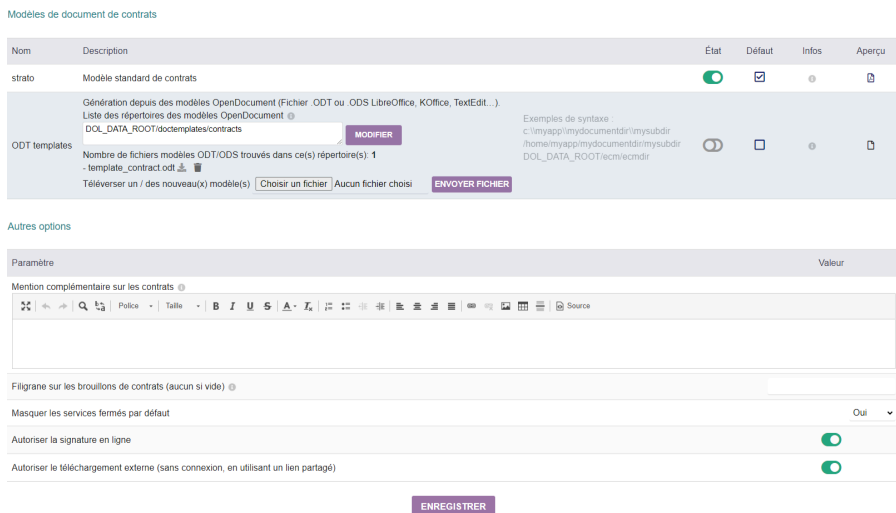 Modèles de document de contrats
Nom Description État Défaut Infos Aperçu
strato Modèle standard de contrats
ODT templates
Génération depuis des modèles OpenDocument (Fichier .ODT ou .ODS LibreOffice, KOffice, TextEdit…).
Liste des répertoires des modèles OpenDocument
DOL_DATA_ROOT/doctemplates/contracts
MODIFIER
Nombre de fichiers modèles ODT/ODS trouvés dans ce(s) répertoire(s): 1
- template_contract.odt
Téléverser un / des nouveau(x) modèle(s) Choisir un fichier Aucun fichier choisi ENVOYER FICHIER
Exemples de syntaxe :
c:\\myapp\\mydocumentdir\\mysubdir
/home/myapp/mydocumentdir/mysubdir
DOL_DATA_ROOT/ecm/ecmdir
Autres options
Paramètre Valeur
Mention complémentaire sur les contrats
Police Taille B I U S A Ix Source
Filigrane sur les brouillons de contrats (aucun si vide)
Masquer les services fermés par défaut Oui
Autoriser la signature en ligne
Autoriser le téléchargement externe (sans connexion, en utilisant un lien partagé)
ENREGISTRER